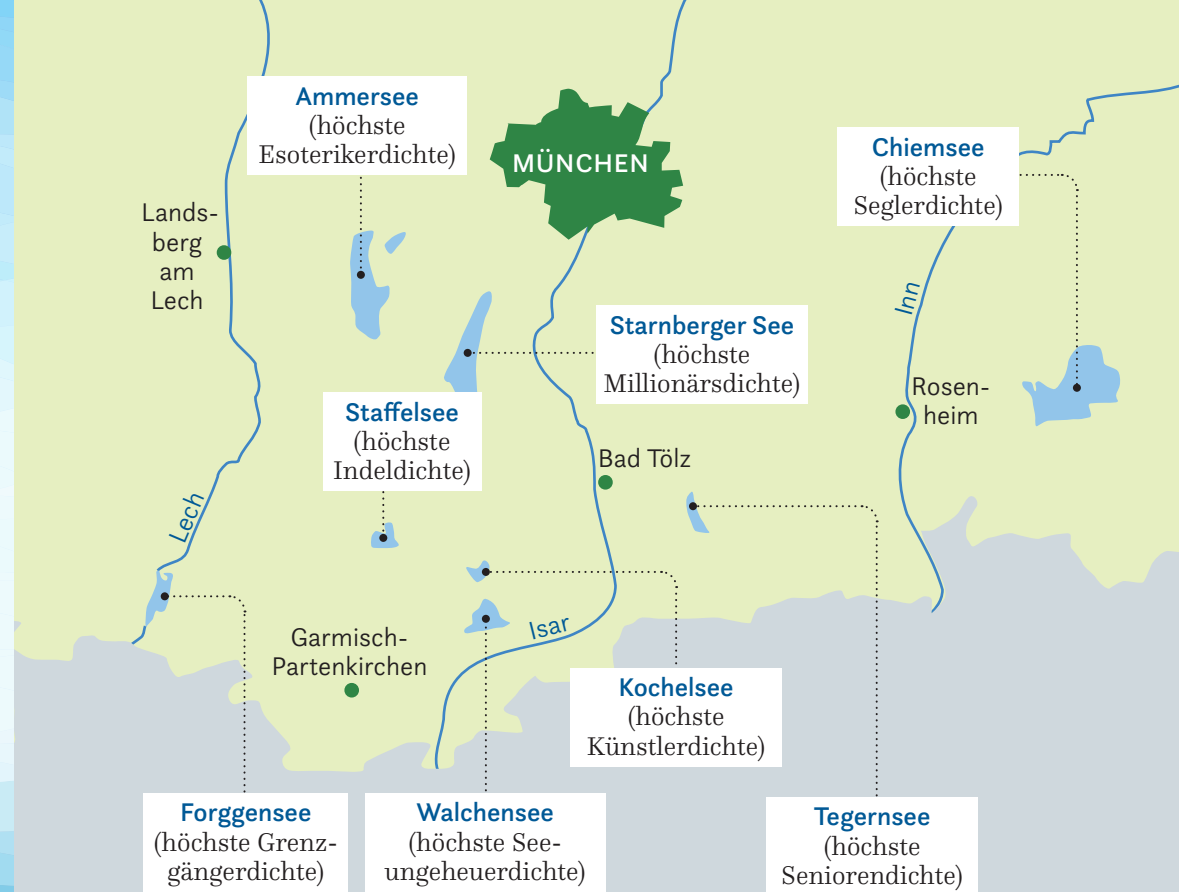 Ammersee
(höchste
Esoterikerdichte)
MÜNCHEN
Chiemsee
(höchste
Seglerdichte)
Lands-
berg
am
Lech
Inn
Starnberger See
(höchste
Millionärsdichte)
Rosen-
heim
Staffelsee
(höchste
Indeldichte)
Bad Tölz
Lech
Isar
Garmisch-
Partenkirchen
Kochelsee
(höchste
Künstlerdichte)
Forggensee
(höchste Grenz-
gängerdichte)
Walchensee
(höchste See-
ungeheuerdichte)
Tegernsee
(höchste
Seniorendichte)